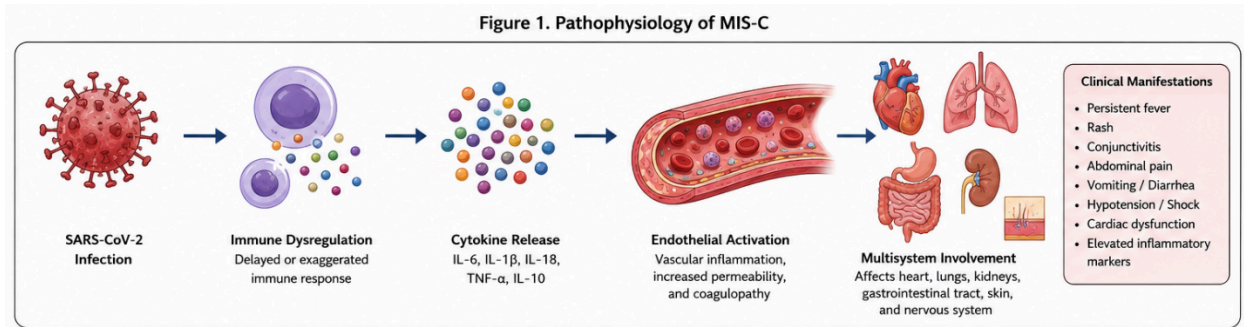 Figure 1. Pathophysiology of MIS-C
SARS-CoV-2
Infection
Immune Dysregulation
Delayed or exaggerated
immune response
Cytokine Release
IL-6, IL-1β, IL-18,
TNF-α, IL-10
Endothelial Activation
Vascular inflammation,
increased permeability,
and coagulopathy
Multisystem Involvement
Affects heart, lungs, kidneys,
gastrointestinal tract, skin,
and nervous system
Clinical Manifestations
• Persistent fever
• Rash
• Conjunctivitis
• Abdominal pain
• Vomiting / Diarrhea
• Hypotension / Shock
• Cardiac dysfunction
• Elevated inflammatory
markers